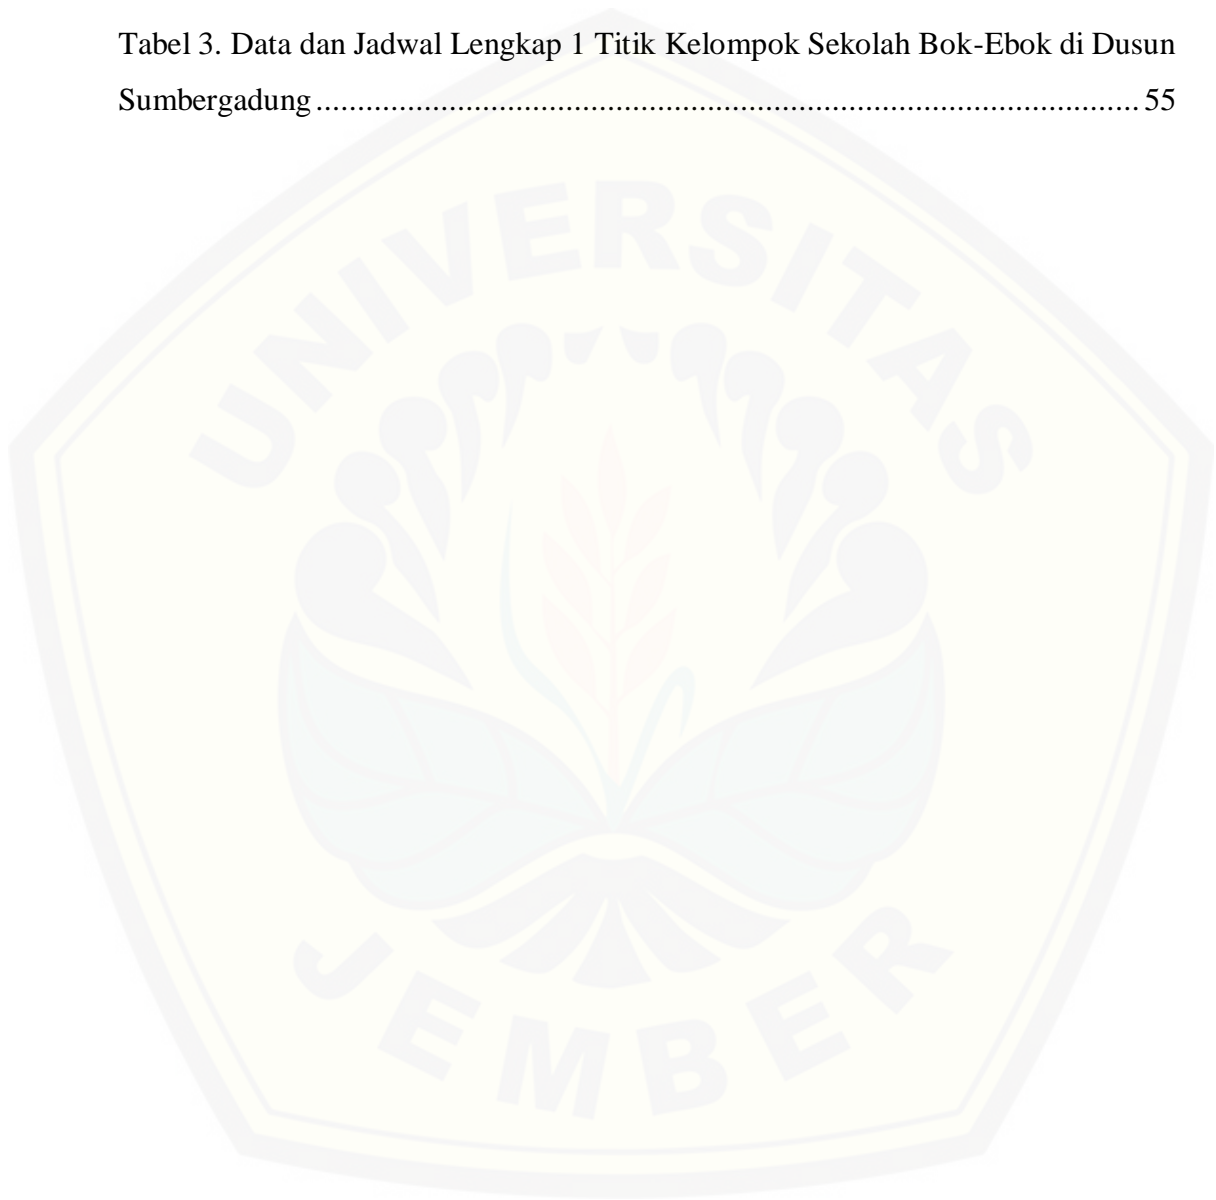 Tabel 3. Data dan Jadwal Lengkap 1 Titik Kelompok Sekolah Bok-Ebok di Dusun
Sumbergadung ........................................................................................................ 55
UNIVERSITAS
JEMBER